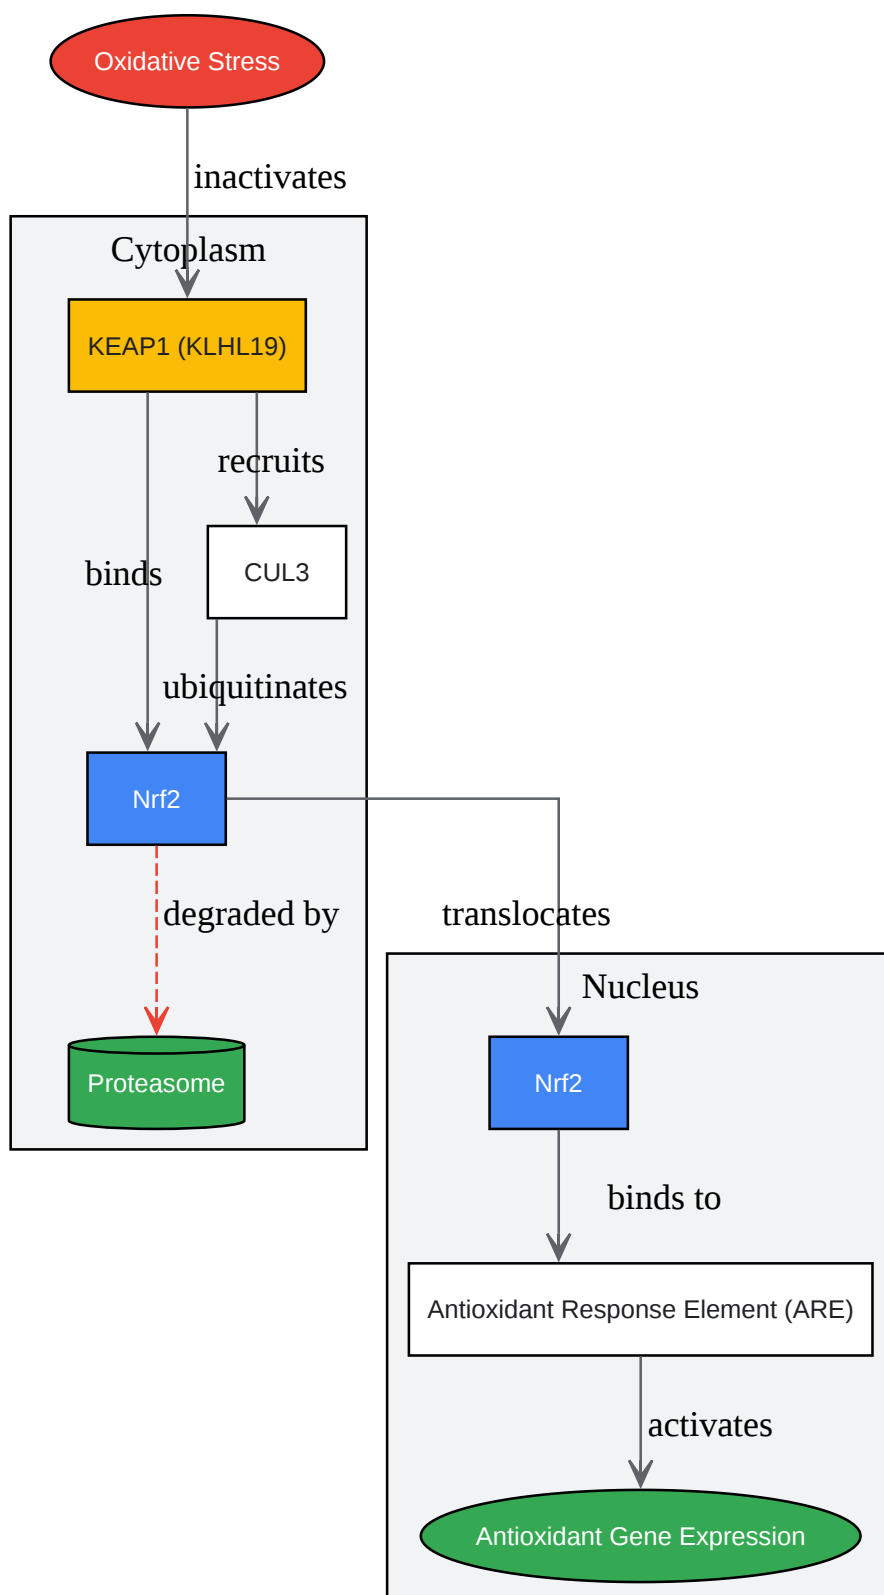 Oxidative Stress
inactivates
Cytoplasm
KEAP1 (KLHL19)
recruits
binds
CUL3
ubiquitinates
Nrf2
degraded by
translocates
Nucleus
Proteasome
Nrf2
binds to
Antioxidant Response Element (ARE)
activates
Antioxidant Gene Expression